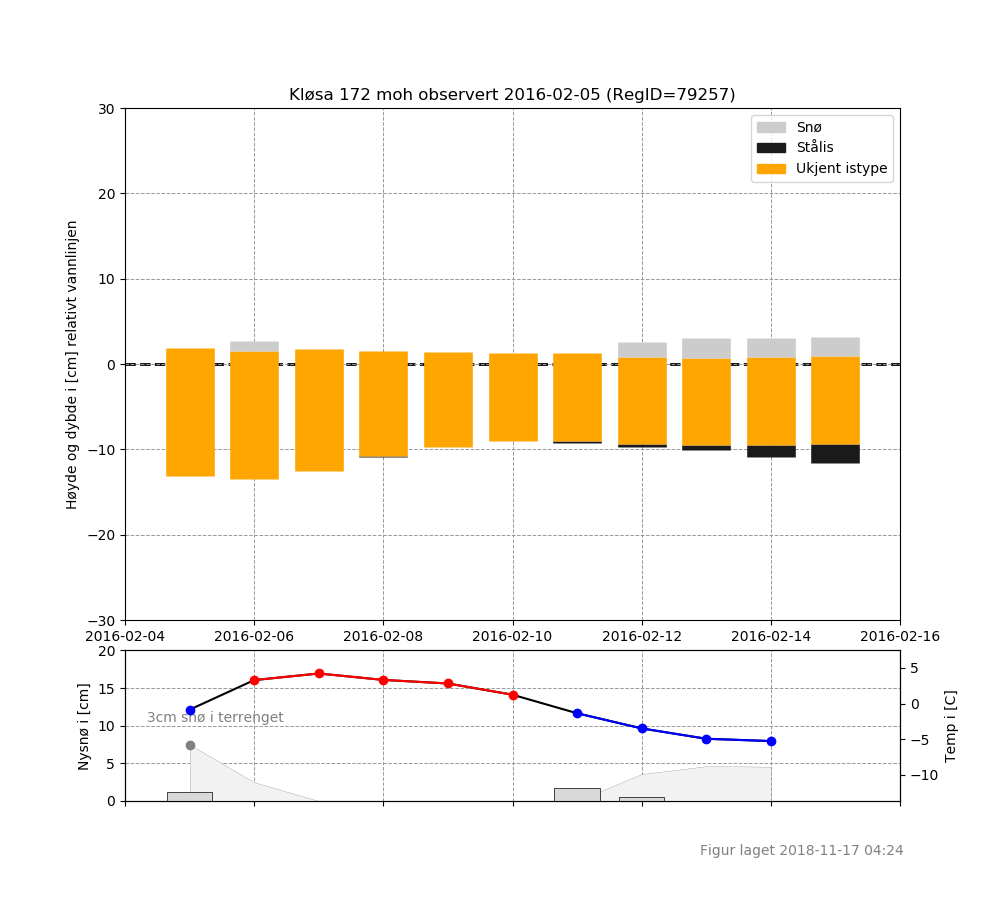 Kløsa 172 moh observert 2016-02-05 (RegID=79257)
Snø
Stålis
Ukjent istype
Høyde og dybde i [cm] relativt vannlinjen
30
20
10
0
−10
−20
−30
2016-02-04 2016-02-06 2016-02-08 2016-02-10 2016-02-12 2016-02-14 2016-02-16
Nysnø i [cm]
20
15
10
5
0
3cm snø i terrenget
5
0
−5
−10
Temp i [C]
Figur laget 2018-11-17 04:24